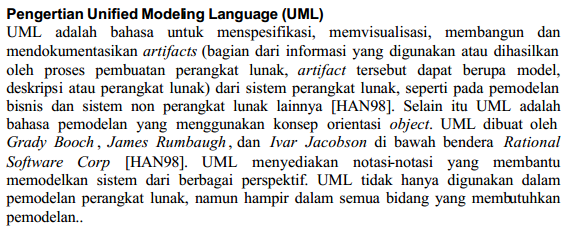 Pengertian Unified Modeling Language (UML)
UML adalah bahasa untuk menspesifikasi, memvisualisasi, membangun dan
mendokumentasikan artifacts (bagian dari informasi yang digunakan atau dihasilkan
oleh proses pembuatan perangkat lunak, artifact tersebut dapat berupa model,
deskripsi atau perangkat lunak) dari sistem perangkat lunak, seperti pada pemodelan
bisnis dan sistem non perangkat lunak lainnya [HAN98]. Selain itu UML adalah
bahasa pemodelan yang menggunakan konsep orientasi object. UML dibuat oleh
Grady Booch, James Rumbaugh, dan Ivar Jacobson di bawah bendera Rational
Software Corp [HAN98]. UML menyediakan notasi-notasi yang membantu
memodelkan sistem dari berbagai perspektif. UML tidak hanya digunakan dalam
pemodelan perangkat lunak, namun hampir dalam semua bidang yang membutuhkan
pemodelan..